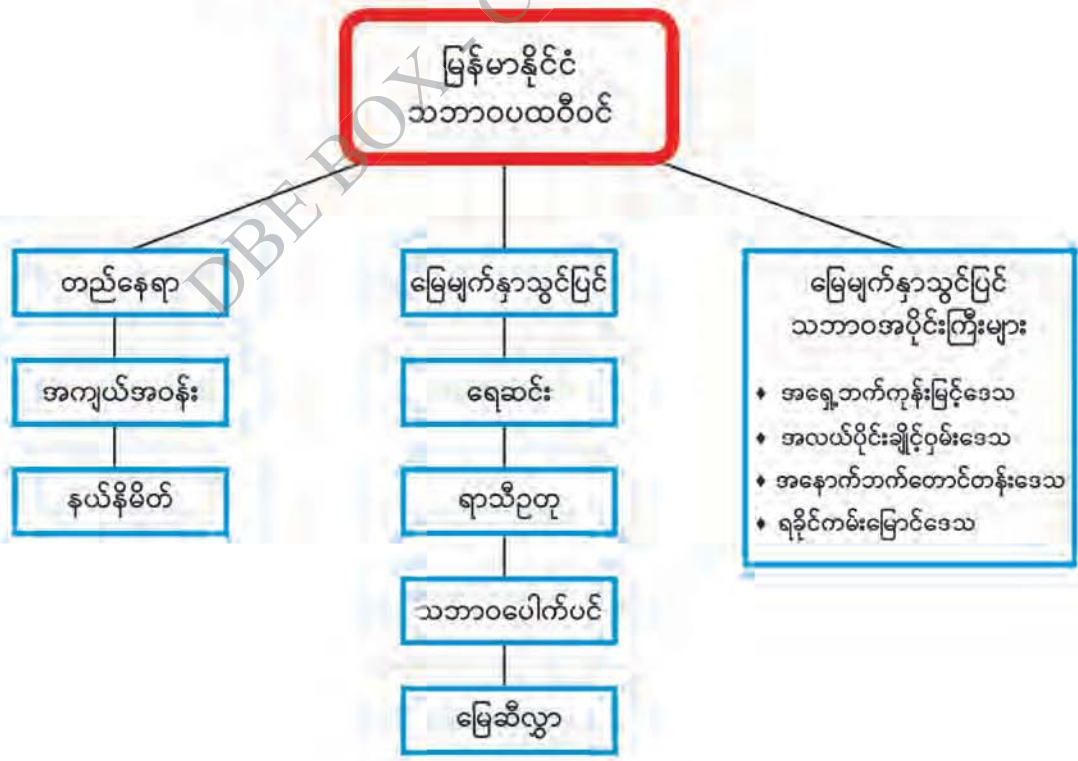 မြန်မာနိုင်ငံ
သဘာဝပထဝီဝင်
တည်နေရာ
အကျယ်အဝန်း
နယ်နိမိတ်
မြေမျက်နှာသွင်ပြင်
ရေဆင်း
ရာသီဥတု
သဘာဝပေါက်ပင်
မြေဆီလွှာ
မြေမျက်နှာသွင်ပြင်
သဘာဝအပိုင်းကြီးများ
♦ အရှေ့ဘက်ကုန်းမြင့်ဒေသ
♦ အလယ်ပိုင်းချိုင့်ဝှမ်းဒေသ
♦ အနောက်ဘက်တောင်တန်းဒေသ
♦ ရခိုင်ကမ်းမြောင်ဒေသ
DBE BOX - C